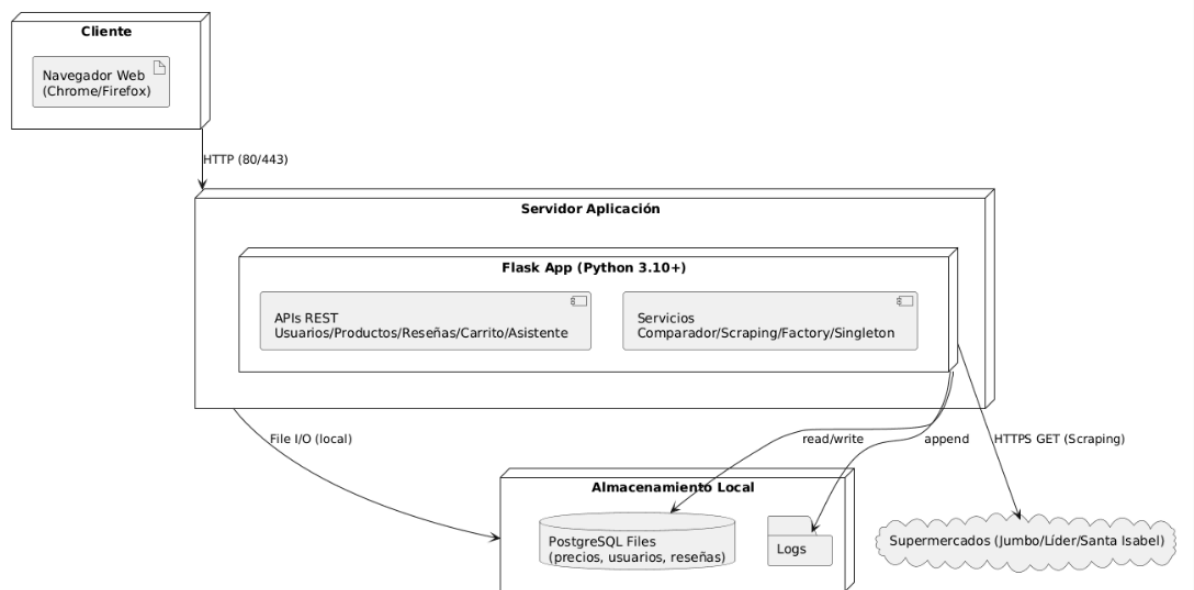 Cliente
Navegador Web
(Chrome/Firefox)
HTTP (80/443)
Servidor Aplicación
Flask App (Python 3.10+)
APIs REST
Usuarios/Productos/Reseñas/Carrito/Asistente
Servicios
Comparador/Scraping/Factory/Singleton
File I/O (local)
read/write
append
HTTPS GET (Scraping)
Almacenamiento Local
PostgreSQL Files
(precios, usuarios, reseñas)
Logs
Supermercados (Jumbo/Líder/Santa Isabel)